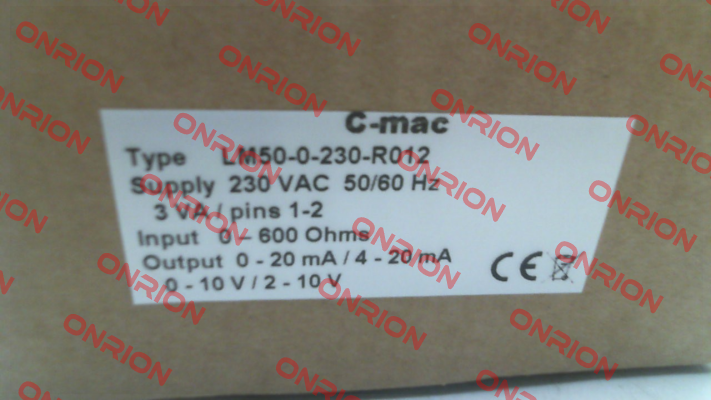 C-mac
Type LM50-0-230-R012
Supply 230 VAC 50/60 Hz
3 VA / pins 1-2
Input 0 – 600 Ohms
Output 0 - 20 mA / 4 - 20 mA
0 - 10 V / 2 - 10 V
CE
ONRION